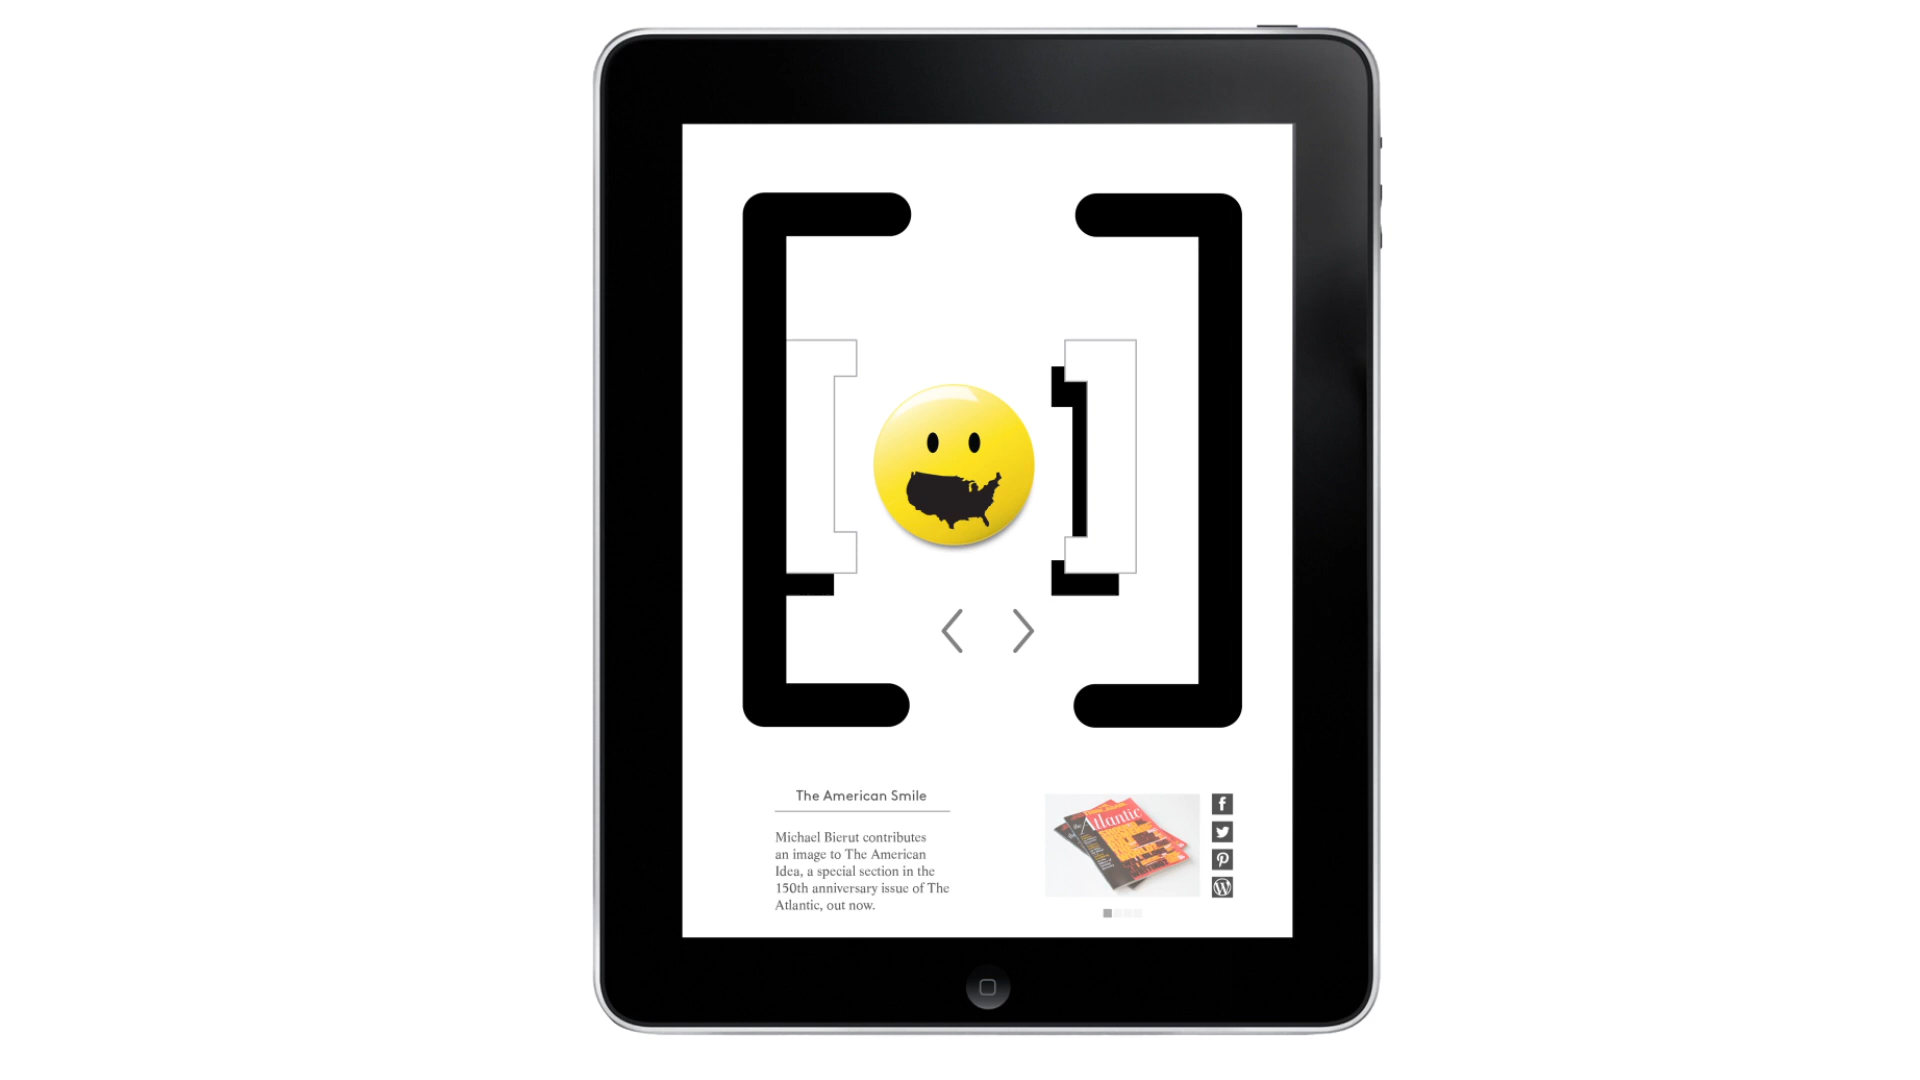 The American Smile
Michael Bierut contributes
an image to The American
Idea, a special section in the
150th anniversary issue of The
Atlantic, out now.
Atlantic